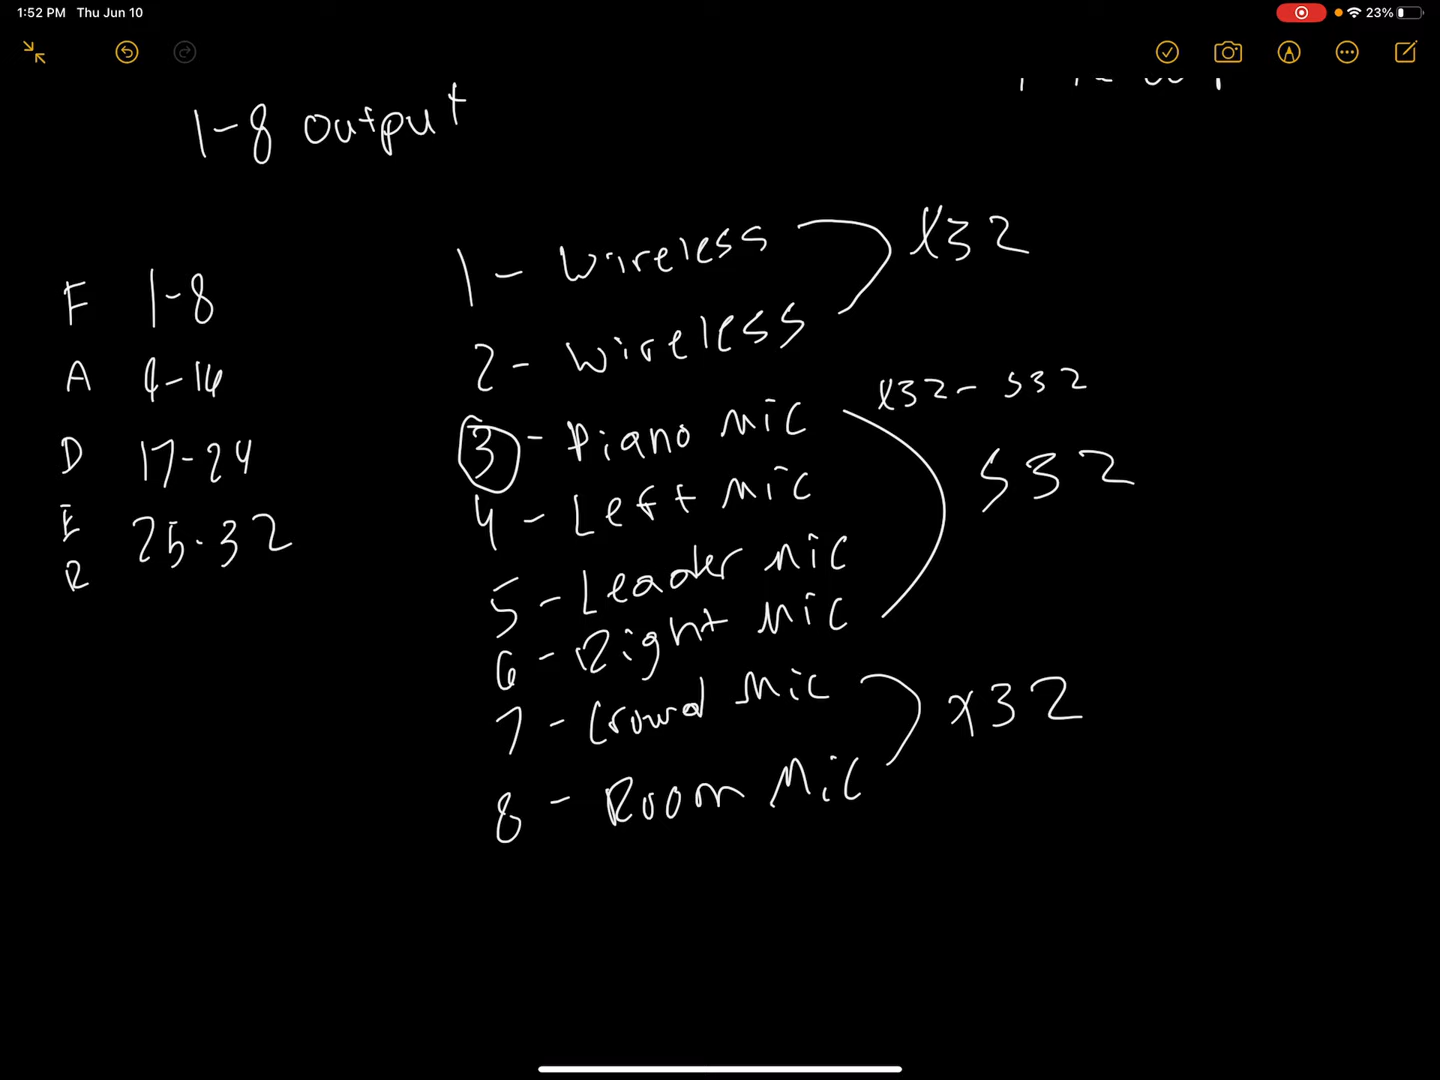 1:52 PM Thu Jun 10
23%
1-8 output
1 - Wireless
X32
2 - Wireless
F 1-8
A 9-16
D 17-24
E 25-32
R
3 - Piano Mic
X32 - S32
4 - Left Mic
S32
5 - Leader Mic
6 - Right Mic
7 - Crowd Mic
X32
8 - Room Mic